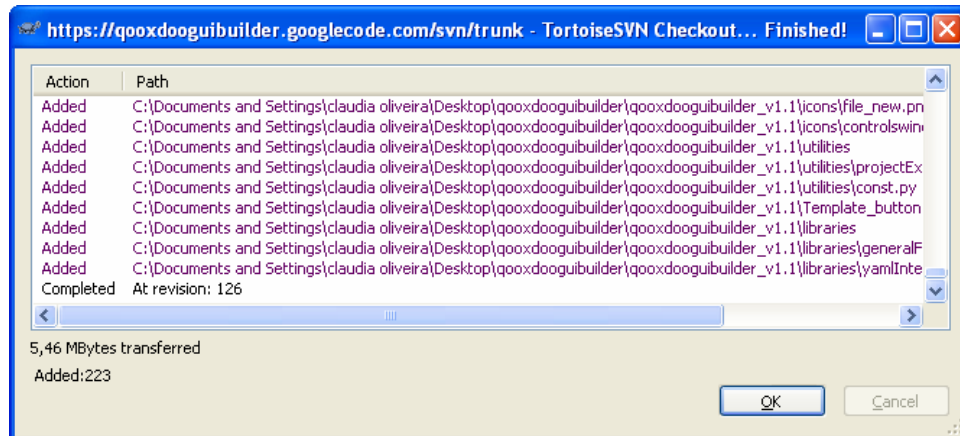 https://qooxdooguibuilder.googlecode.com/svn/trunk - TortoiseSVN Checkout... Finished!
Action Path
Added C:\Documents and Settings\claudia oliveira\Desktop\qooxdooguibuilder\qooxdooguibuilder_v1.1\icons\file_new.pn
Added C:\Documents and Settings\claudia oliveira\Desktop\qooxdooguibuilder\qooxdooguibuilder_v1.1\icons\controlswin
Added C:\Documents and Settings\claudia oliveira\Desktop\qooxdooguibuilder\qooxdooguibuilder_v1.1\utilities
Added C:\Documents and Settings\claudia oliveira\Desktop\qooxdooguibuilder\qooxdooguibuilder_v1.1\utilities\projectEx
Added C:\Documents and Settings\claudia oliveira\Desktop\qooxdooguibuilder\qooxdooguibuilder_v1.1\utilities\const.py
Added C:\Documents and Settings\claudia oliveira\Desktop\qooxdooguibuilder\qooxdooguibuilder_v1.1\Template_button
Added C:\Documents and Settings\claudia oliveira\Desktop\qooxdooguibuilder\qooxdooguibuilder_v1.1\libraries
Added C:\Documents and Settings\claudia oliveira\Desktop\qooxdooguibuilder\qooxdooguibuilder_v1.1\libraries\generalF
Added C:\Documents and Settings\claudia oliveira\Desktop\qooxdooguibuilder\qooxdooguibuilder_v1.1\libraries\yamlInte
Completed At revision: 126
5,46 MBytes transferred
Added:223
OK Cancel